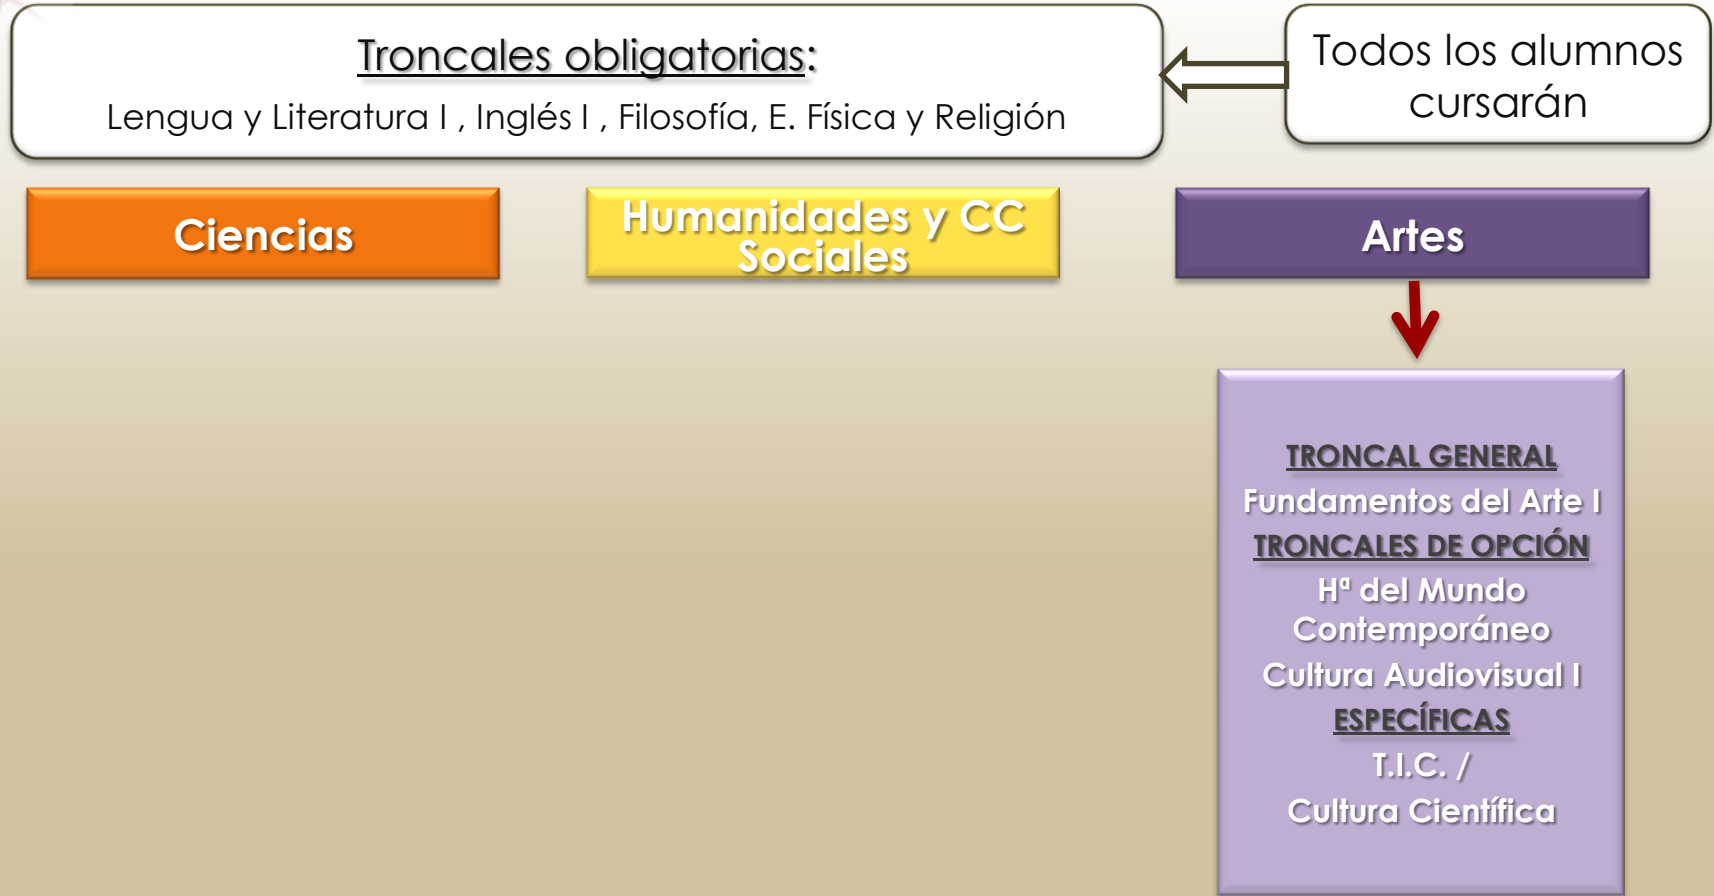 Troncales obligatorias:
Lengua y Literatura I , Inglés I , Filosofía, E. Física y Religión
Todos los alumnos
cursarán
Ciencias
Humanidades y CC
Sociales
Artes
TRONCAL GENERAL
Fundamentos del Arte I
TRONCALES DE OPCIÓN
Hª del Mundo
Contemporáneo
Cultura Audiovisual I
ESPECÍFICAS
T.I.C. /
Cultura Científica